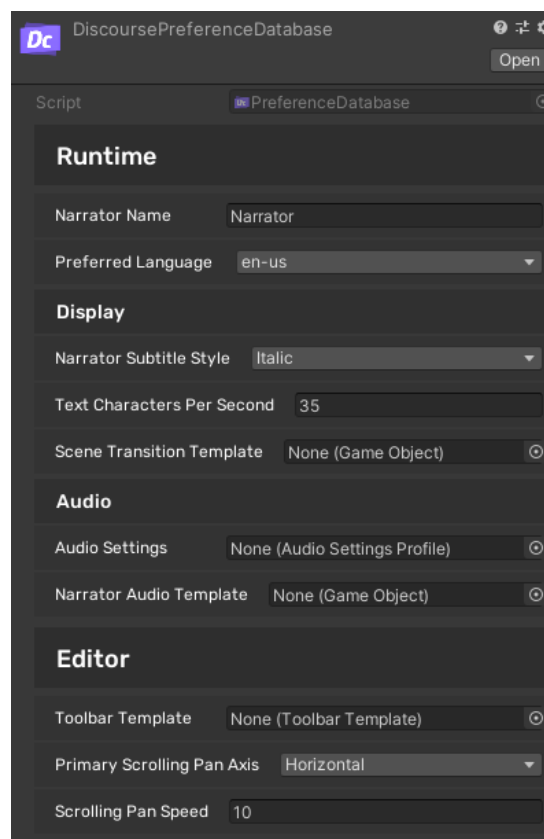 Dc DiscoursePreferenceDatabase
Open
Script Dc PreferenceDatabase
Runtime
Narrator Name Narrator
Preferred Language en-us
Display
Narrator Subtitle Style Italic
Text Characters Per Second 35
Scene Transition Template None (Game Object)
Audio
Audio Settings None (Audio Settings Profile)
Narrator Audio Template None (Game Object)
Editor
Toolbar Template None (Toolbar Template)
Primary Scrolling Pan Axis Horizontal
Scrolling Pan Speed 10